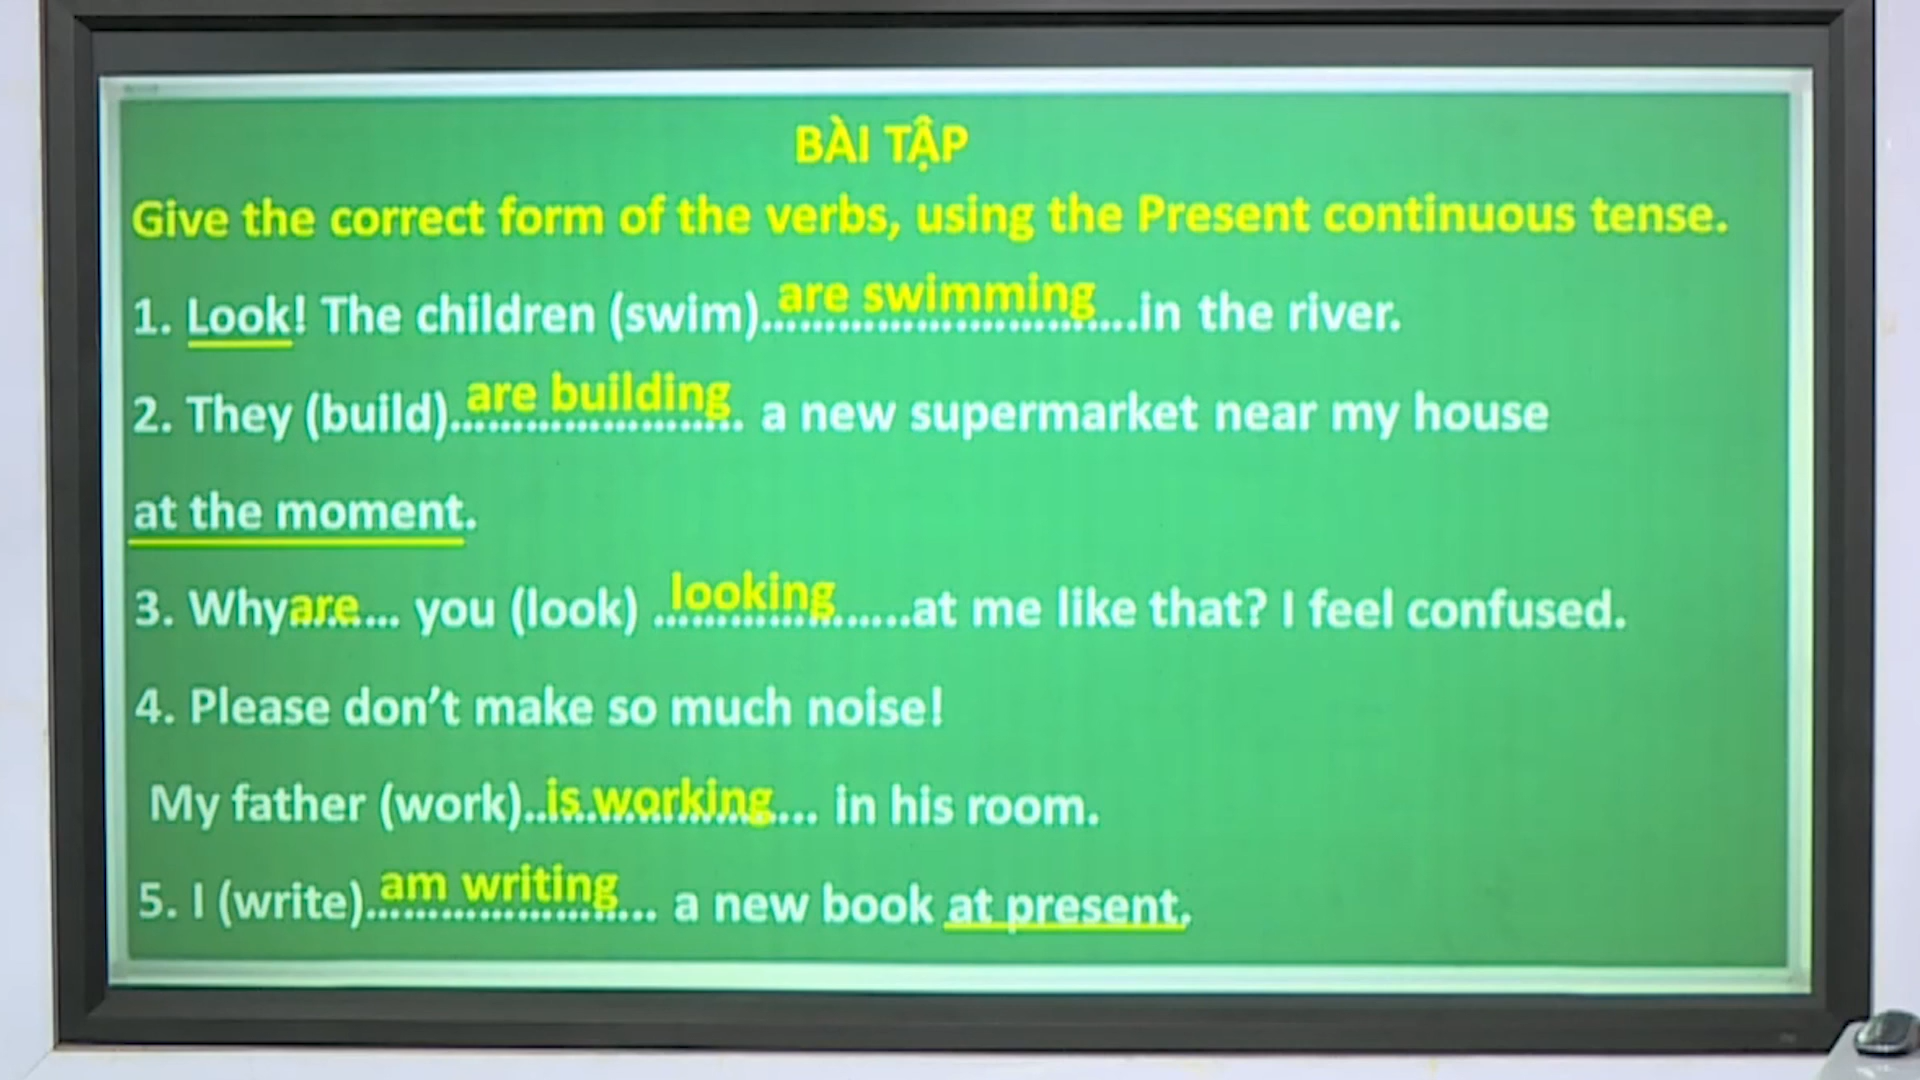 BÀI TẬP
Give the correct form of the verbs, using the Present continuous tense.
1. Look! The children (swim)..............are swimming..............in the river.
2. They (build)..........are building.......... a new supermarket near my house
at the moment.
3. Why are.... you (look) ........looking........at me like that? I feel confused.
4. Please don't make so much noise!
My father (work)..is working.... in his room.
5. I (write)........am writing........ a new book at present.